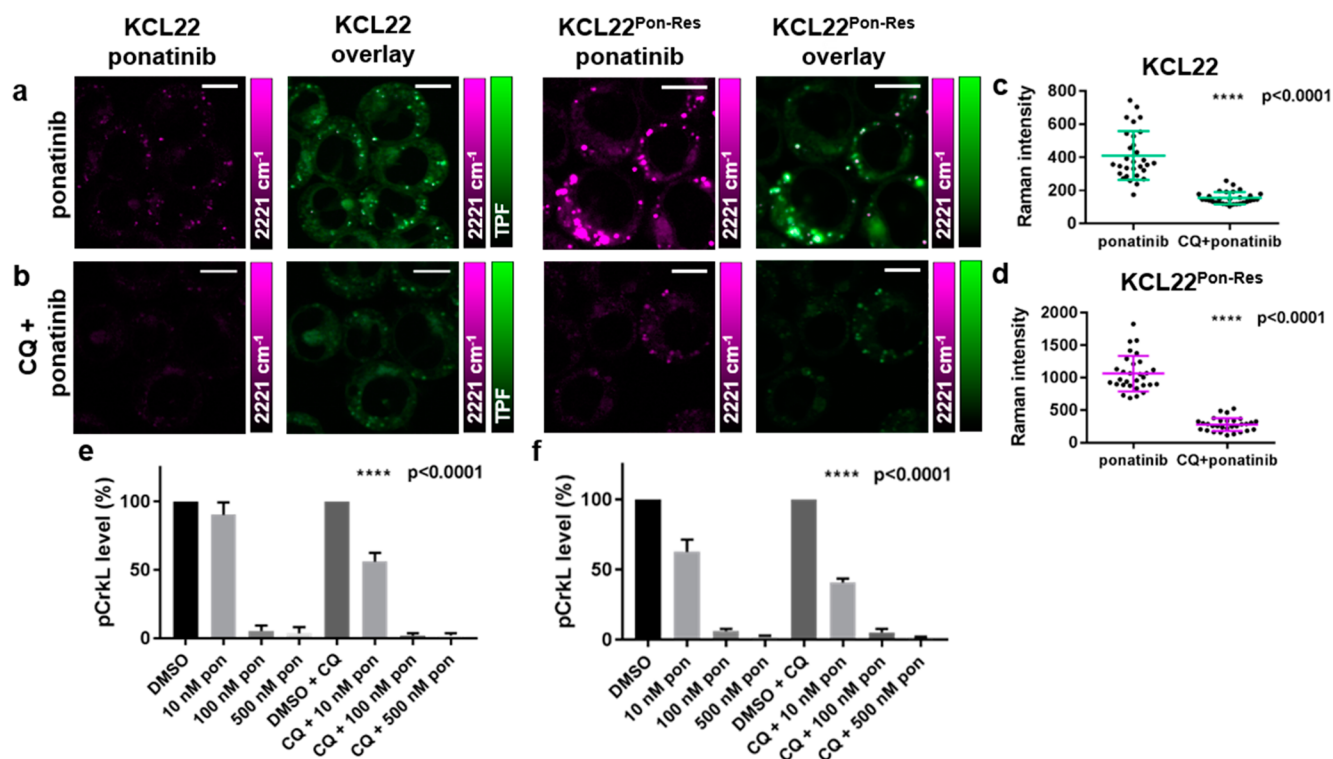 KCL22
ponatinib
KCL22
overlay
KCL22Pon-Res
ponatinib
KCL22Pon-Res
overlay
a
ponatinib
2221 cm-1
2221 cm-1
TPF
2221 cm-1
2221 cm-1
b
CQ +
ponatinib
2221 cm-1
2221 cm-1
TPF
2221 cm-1
2221 cm-1
c
KCL22
**** p<0.0001
Raman intensity
800
600
400
200
0
ponatinib CQ+ponatinib
d
KCL22Pon-Res
**** p<0.0001
Raman intensity
2000
1500
1000
500
0
ponatinib CQ+ponatinib
e
**** p<0.0001
pCrkL level (%)
100
50
0
DMSO
10 nM pon
100 nM pon
500 nM pon
DMSO + CQ
CQ + 10 nM pon
CQ + 100 nM pon
CQ + 500 nM pon
f
**** p<0.0001
pCrkL level (%)
100
50
0
DMSO
10 nM pon
100 nM pon
500 nM pon
DMSO + CQ
CQ + 10 nM pon
CQ + 100 nM pon
CQ + 500 nM pon